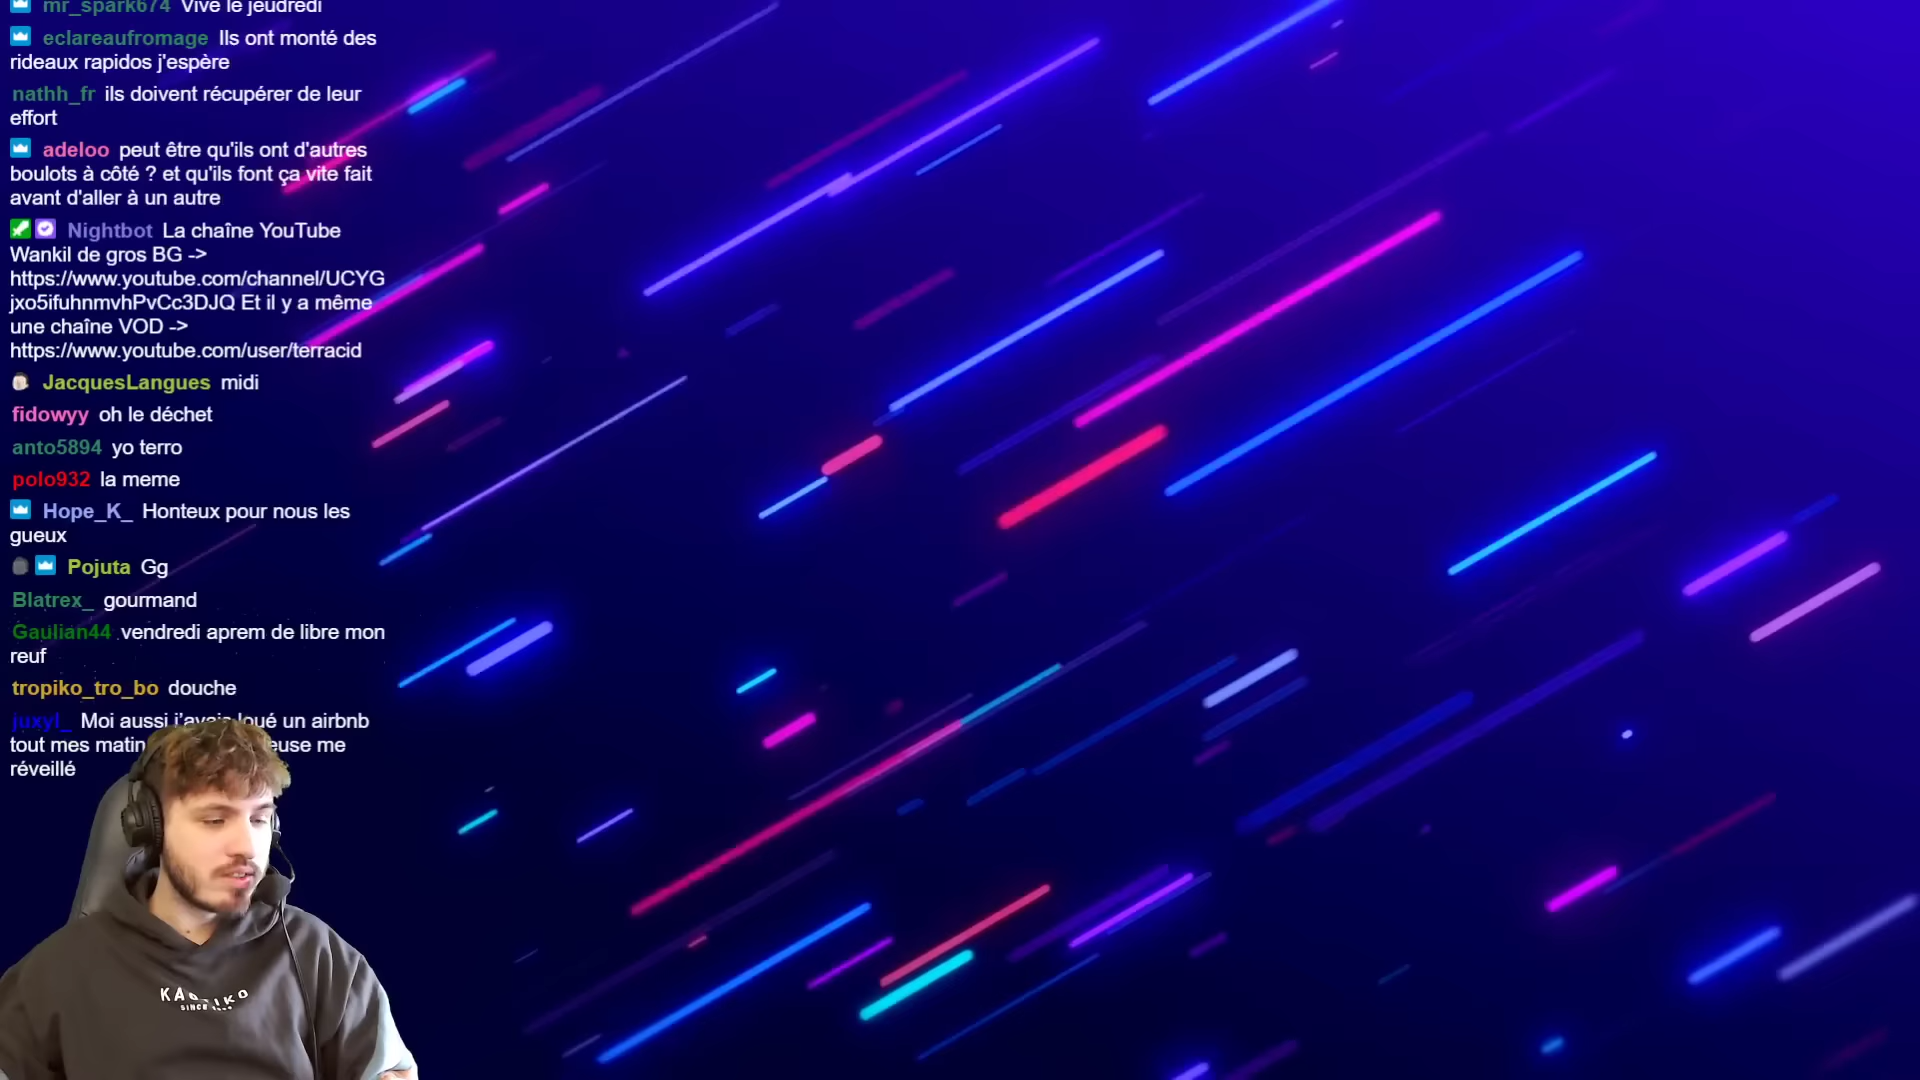 mr_spark674 Vive le jeudredi
eclareaufromage Ils ont monté des
rideaux rapidos j'espère
nathh_fr ils doivent récupérer de leur
effort
adeloo peut être qu'ils ont d'autres
boulots à côté ? et qu'ils font ça vite fait
avant d'aller à un autre
Nightbot La chaîne YouTube
Wankil de gros BG ->
https://www.youtube.com/channel/UCYG
jxo5ifuhnmvhPvCc3DJQ Et il y a même
une chaîne VOD ->
https://www.youtube.com/user/terracid
JacquesLangues midi
fidowyy oh le déchet
anto5894 yo terro
polo932 la meme
Hope_K_ Honteux pour nous les
gueux
Pojuta Gg
Blatrex_ gourmand
Gaulian44 vendredi aprem de libre mon
reuf
tropiko_tro_bo douche
juxyl_ Moi aussi j'avais loué un airbnb
tout mes matin euse me
réveillé
SINCE